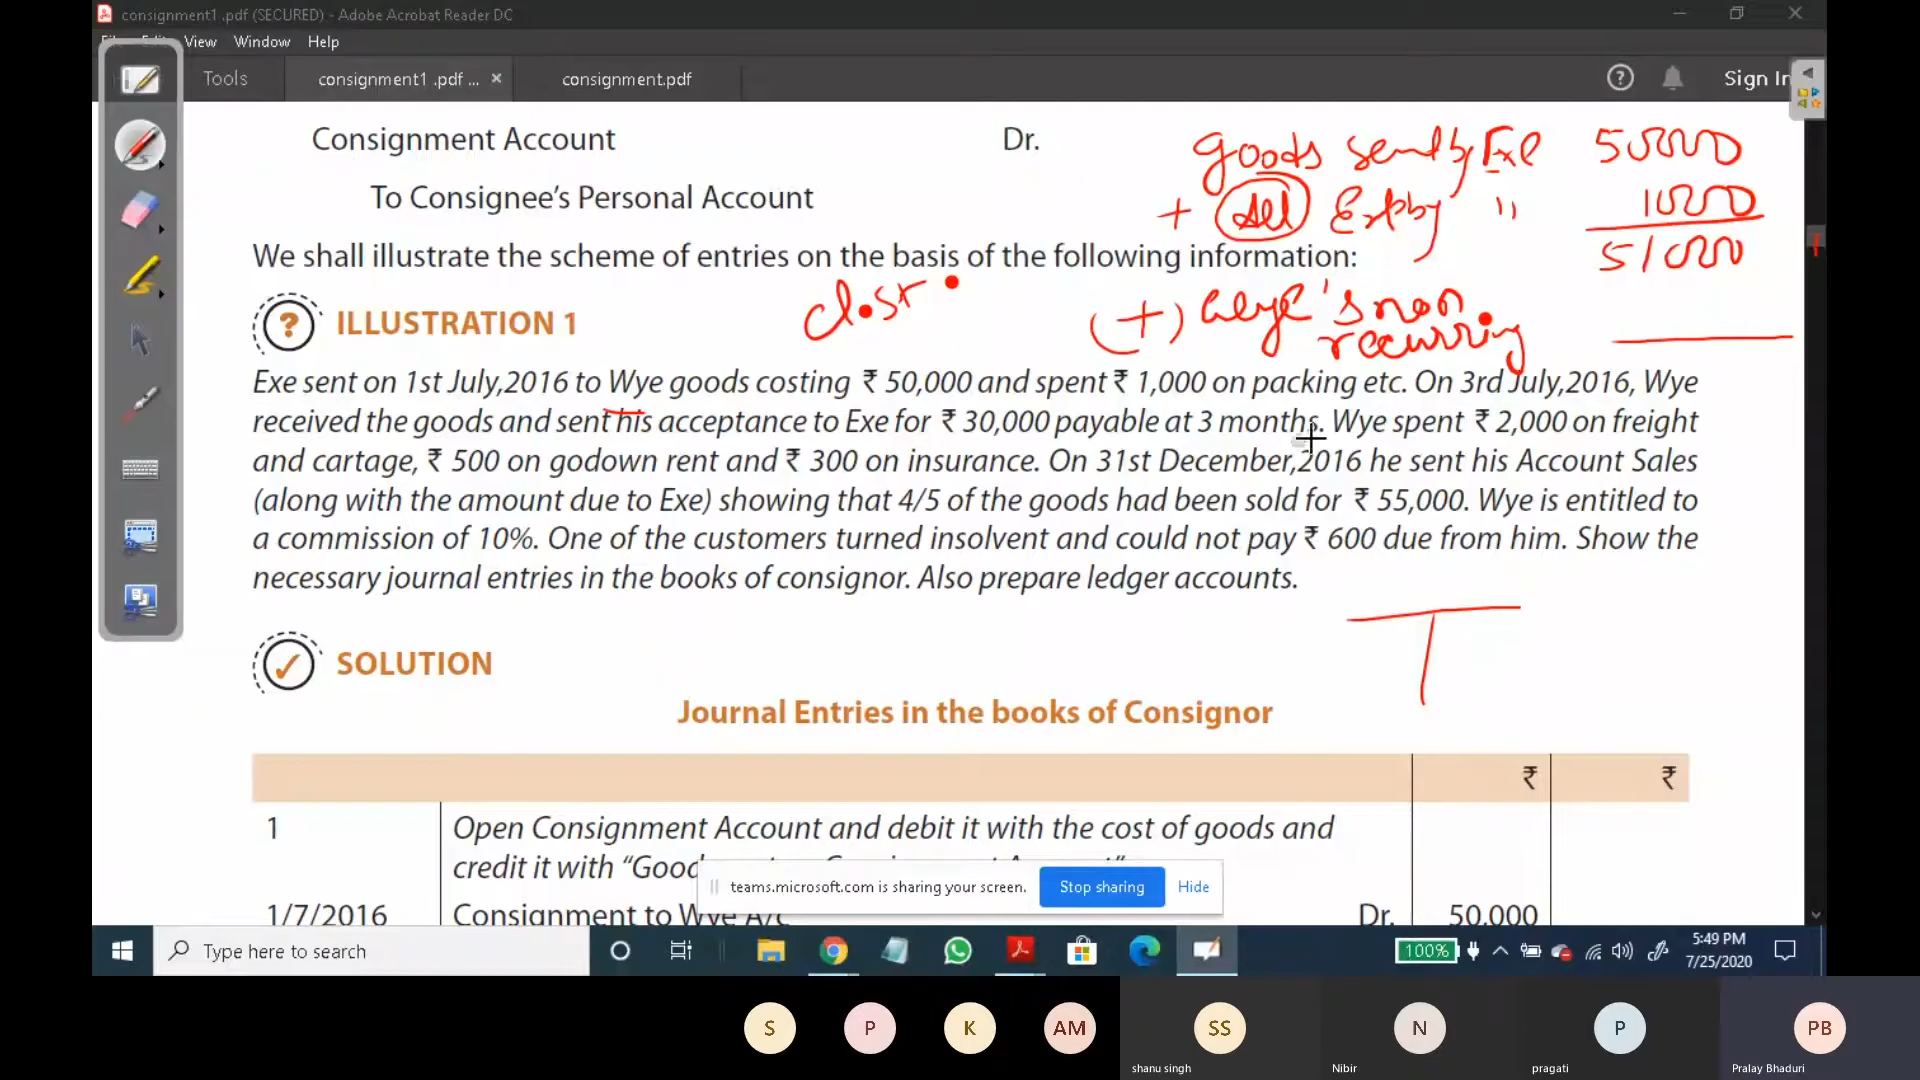 consignment1 .pdf (SECURED) - Adobe Acrobat Reader DC
View Window Help
Tools consignment1 .pdf ... × consignment.pdf Sign In
Consignment Account Dr.
goods sent by Exe 50000
To Consignee's Personal Account
+ All Exp by " 1000
51000
We shall illustrate the scheme of entries on the basis of the following information:
cl. st
(+) Wye's non
recurring
ILLUSTRATION 1
Exe sent on 1st July,2016 to Wye goods costing ₹ 50,000 and spent ₹ 1,000 on packing etc. On 3rd July,2016, Wye
received the goods and sent his acceptance to Exe for ₹ 30,000 payable at 3 months. Wye spent ₹ 2,000 on freight
and cartage, ₹ 500 on godown rent and ₹ 300 on insurance. On 31st December,2016 he sent his Account Sales
(along with the amount due to Exe) showing that 4/5 of the goods had been sold for ₹ 55,000. Wye is entitled to
a commission of 10%. One of the customers turned insolvent and could not pay ₹ 600 due from him. Show the
necessary journal entries in the books of consignor. Also prepare ledger accounts.
SOLUTION
Journal Entries in the books of Consignor
₹ ₹
1 Open Consignment Account and debit it with the cost of goods and
credit it with
teams.microsoft.com is sharing your screen. Stop sharing Hide
1/7/2016 Consignment to Wye A/c Dr. 50,000
Type here to search
100%
5:49 PM
7/25/2020
S P K AM SS N P PB
shanu singh Nibir pragati Pralay Bhaduri